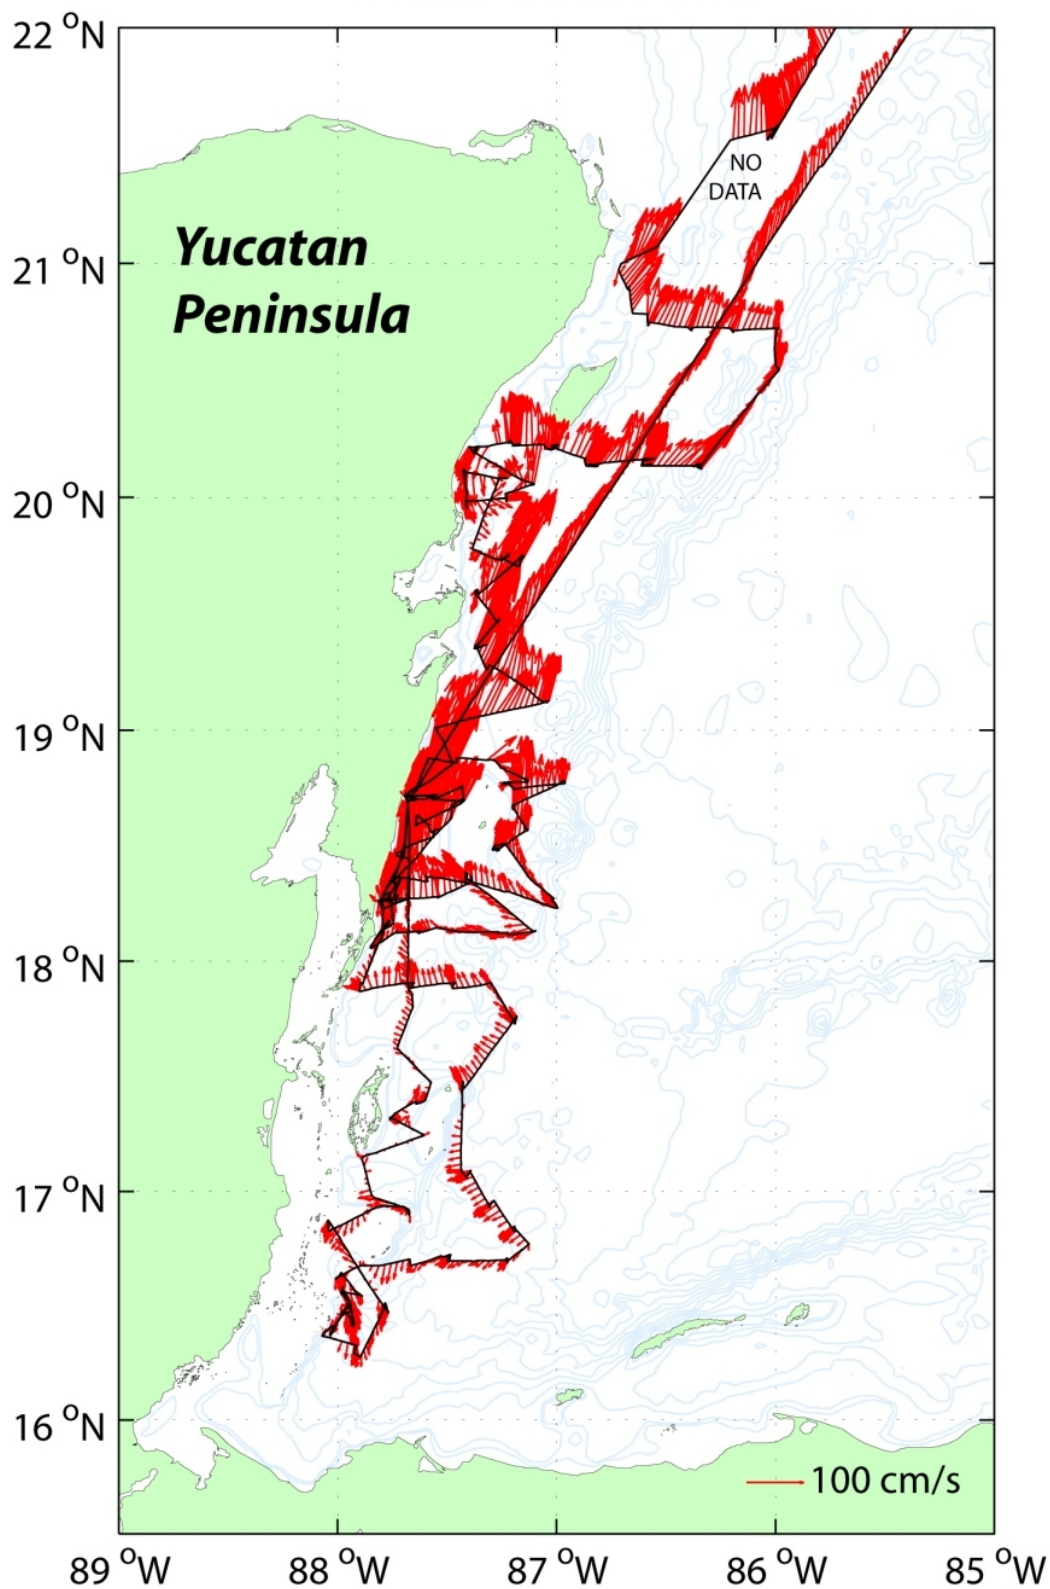 22 °N
NO
DATA
Yucatan
Peninsula
21 °N
20 °N
19 °N
18 °N
17 °N
16 °N
100 cm/s
89 °W 88 °W 87 °W 86 °W 85 °W